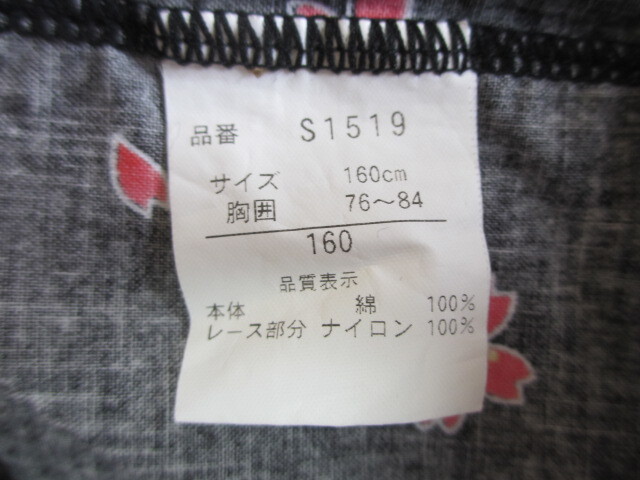 品番 S1519
サイズ 160cm
胸囲 76～84
160
品質表示
本体 綿 100%
レース部分 ナイロン 100%